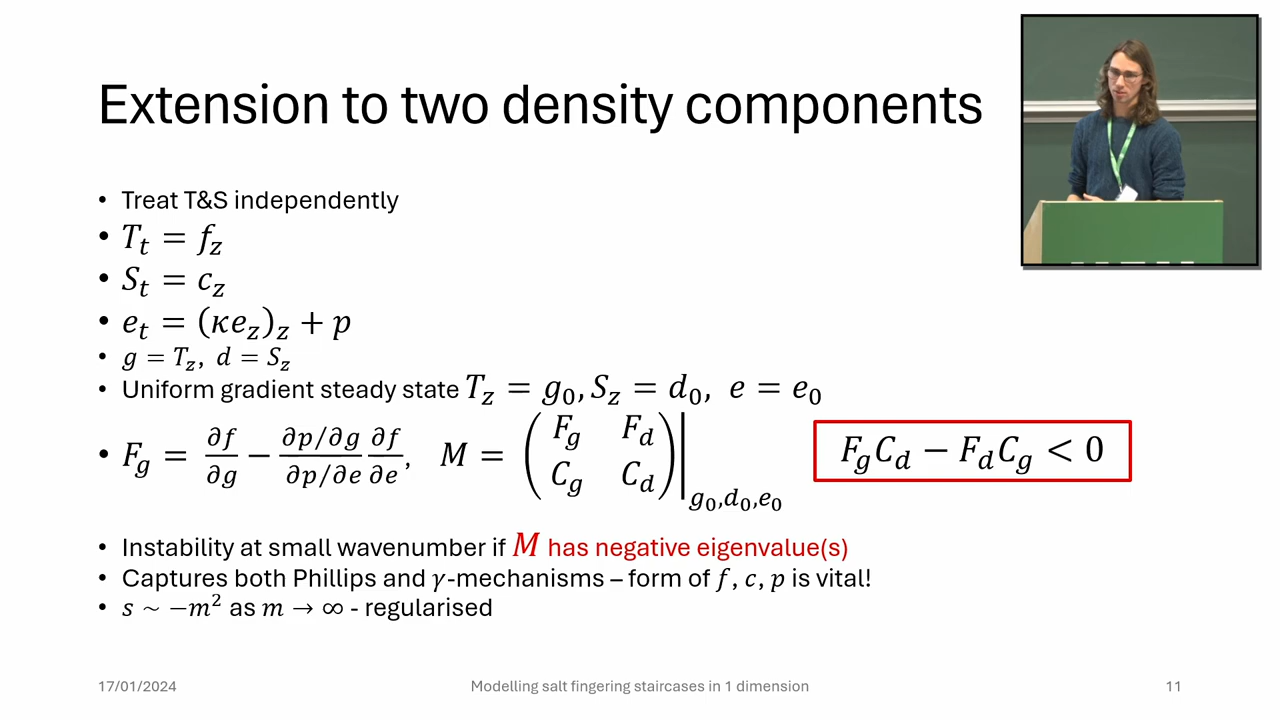 Extension to two density components
• Treat T&S independently
• T_t = f_z
• S_t = c_z
• e_t = (κe_z)_z + p
• g = T_z, d = S_z
• Uniform gradient steady state T_z = g_0, S_z = d_0, e = e_0
• F_g = ∂f/∂g − (∂p/∂g)/(∂p/∂e) ∂f/∂e, M = (F_g F_d; C_g C_d)|_{g_0,d_0,e_0} F_gC_d − F_dC_g < 0
• Instability at small wavenumber if M has negative eigenvalue(s)
• Captures both Phillips and γ-mechanisms – form of f, c, p is vital!
• s ~ −m² as m → ∞ - regularised
17/01/2024 Modelling salt fingering staircases in 1 dimension 11